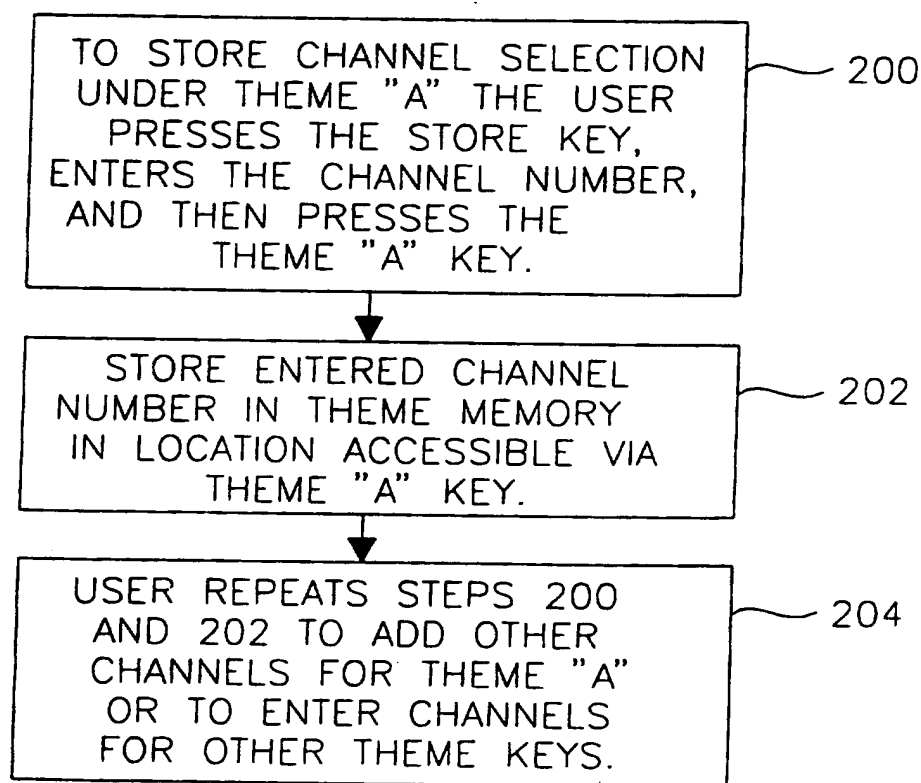 TO STORE CHANNEL SELECTION
UNDER THEME "A" THE USER
PRESSES THE STORE KEY,
ENTERS THE CHANNEL NUMBER,
AND THEN PRESSES THE
THEME "A" KEY.
200
STORE ENTERED CHANNEL
NUMBER IN THEME MEMORY
IN LOCATION ACCESSIBLE VIA
THEME "A" KEY.
202
USER REPEATS STEPS 200
AND 202 TO ADD OTHER
CHANNELS FOR THEME "A"
OR TO ENTER CHANNELS
FOR OTHER THEME KEYS.
204